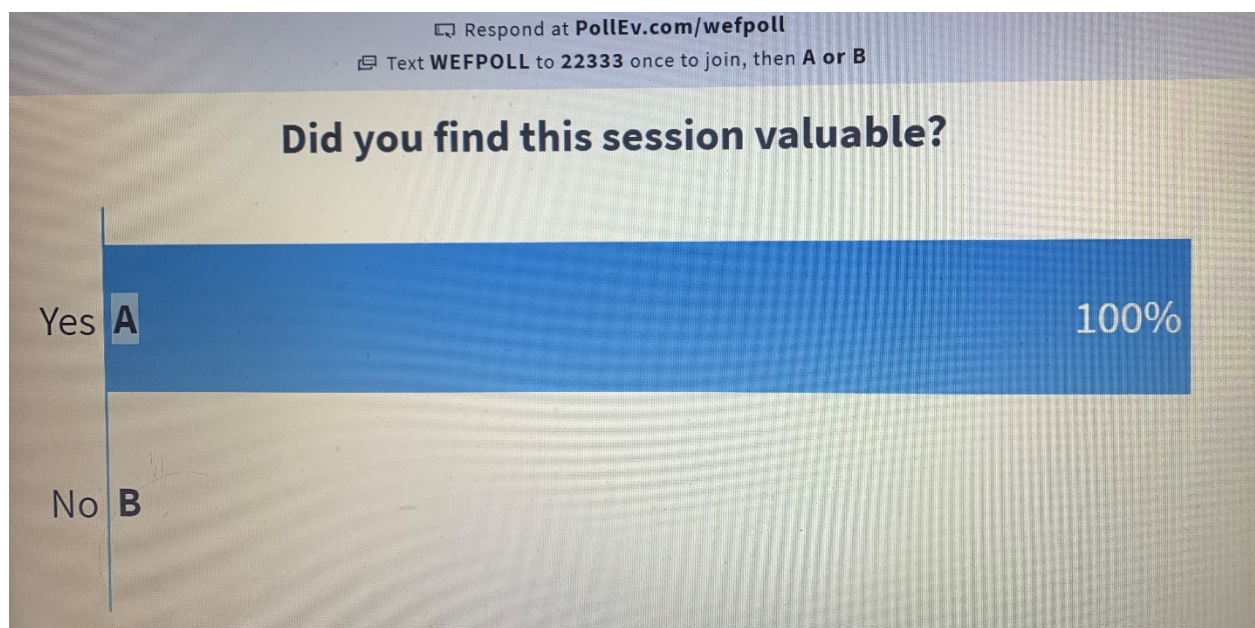 Respond at PollEv.com/wefpoll
Text WEFPOLL to 22333 once to join, then A or B
Did you find this session valuable?
Yes A 100%
No B